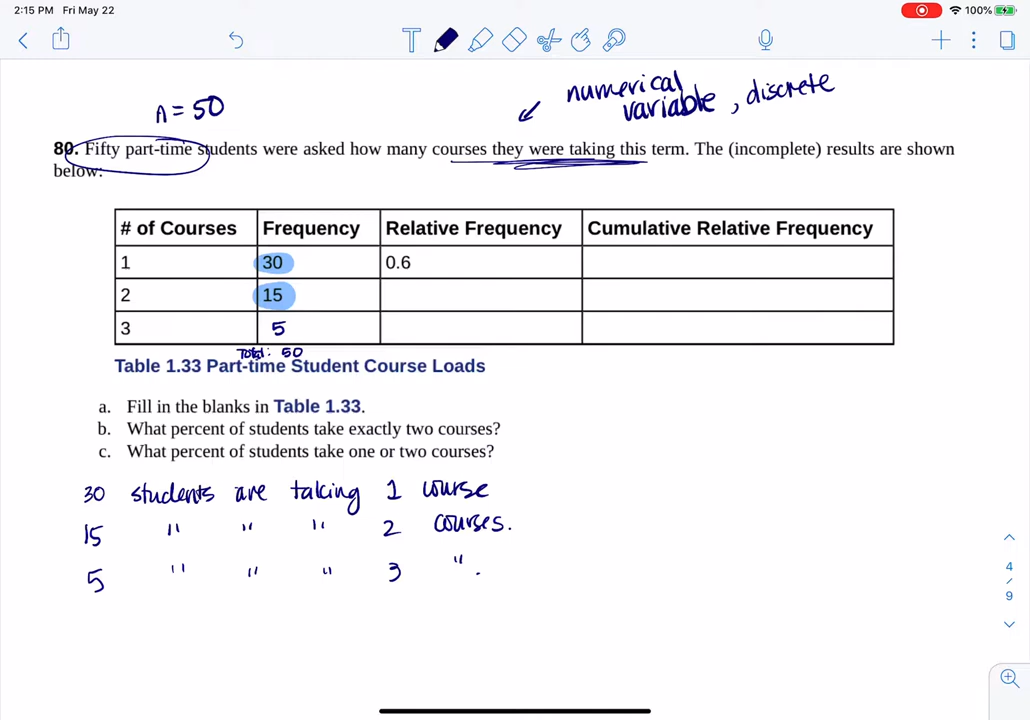 2:15 PM Fri May 22
100%
T
n = 50
numerical
variable, discrete
80. Fifty part-time students were asked how many courses they were taking this term. The (incomplete) results are shown
below:
# of Courses Frequency Relative Frequency Cumulative Relative Frequency
1 30 0.6
2 15
3 5
Total: 50
Table 1.33 Part-time Student Course Loads
a. Fill in the blanks in Table 1.33.
b. What percent of students take exactly two courses?
c. What percent of students take one or two courses?
30 students are taking 1 course
15 " " " 2 courses.
5 " " " 3 " .
4
/
9